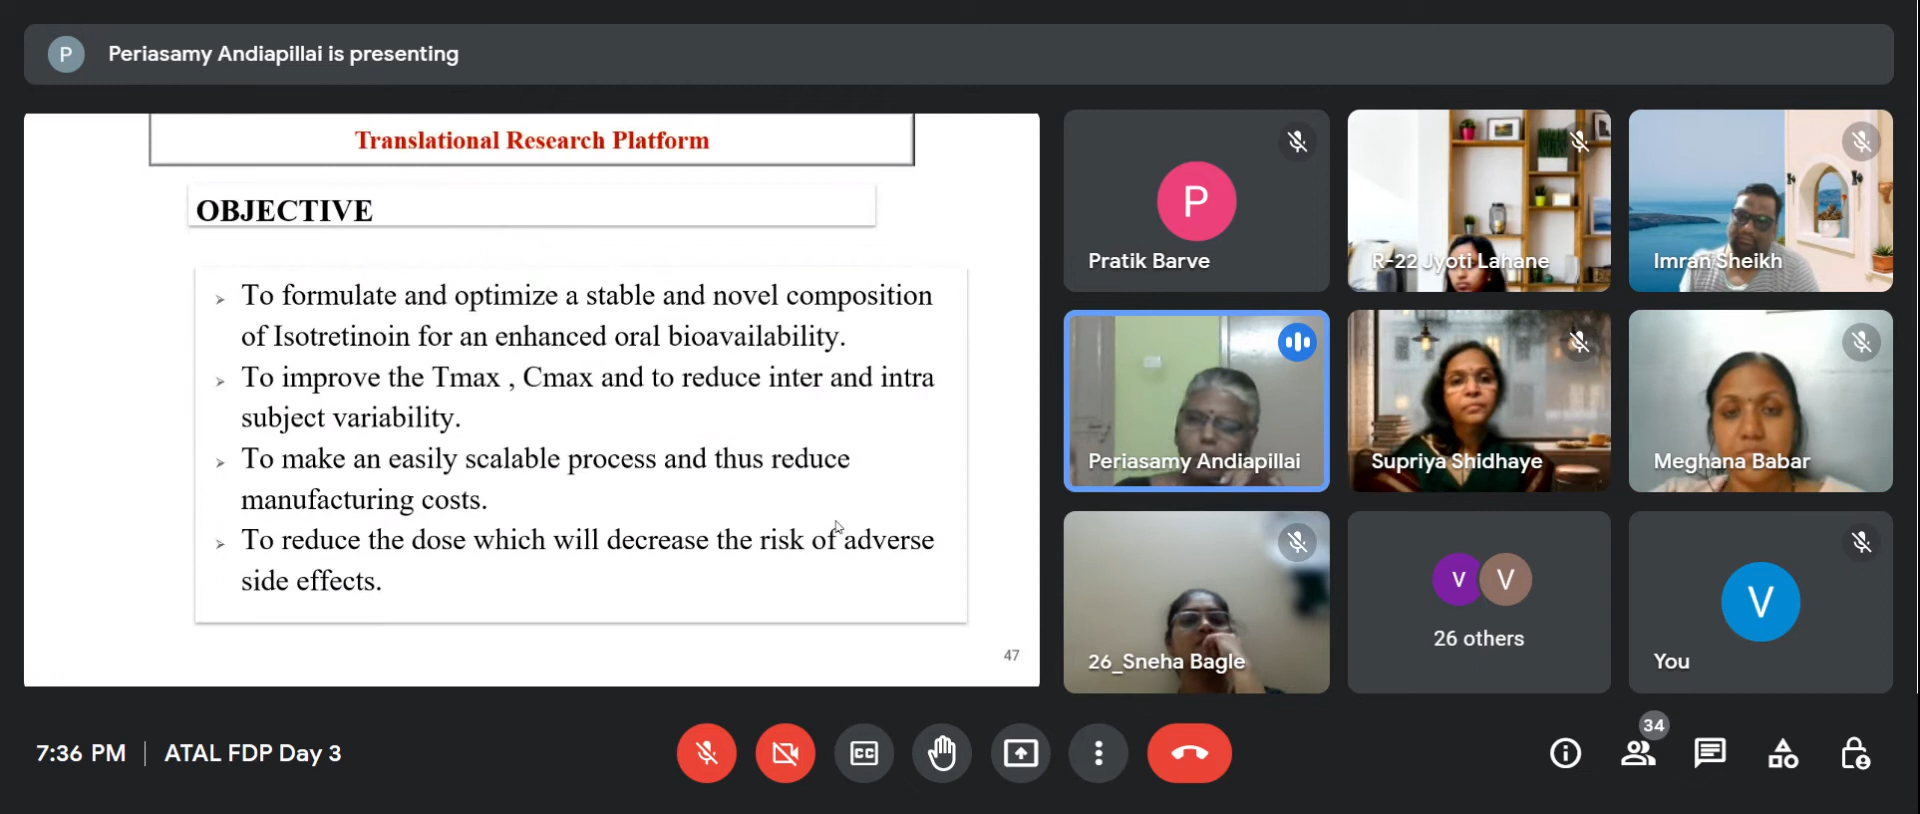 P
Periasamy Andiapillai is presenting
Translational Research Platform
OBJECTIVE
➢ To formulate and optimize a stable and novel composition
of Isotretinoin for an enhanced oral bioavailability.
➢ To improve the Tmax , Cmax and to reduce inter and intra
subject variability.
➢ To make an easily scalable process and thus reduce
manufacturing costs.
➢ To reduce the dose which will decrease the risk of adverse
side effects.
47
P
Pratik Barve
R-22 Jyoti Lahane
Imran Sheikh
Periasamy Andiapillai
Supriya Shidhaye
Meghana Babar
26_Sneha Bagle
V V
26 others
V
You
7:36 PM | ATAL FDP Day 3
CC
34